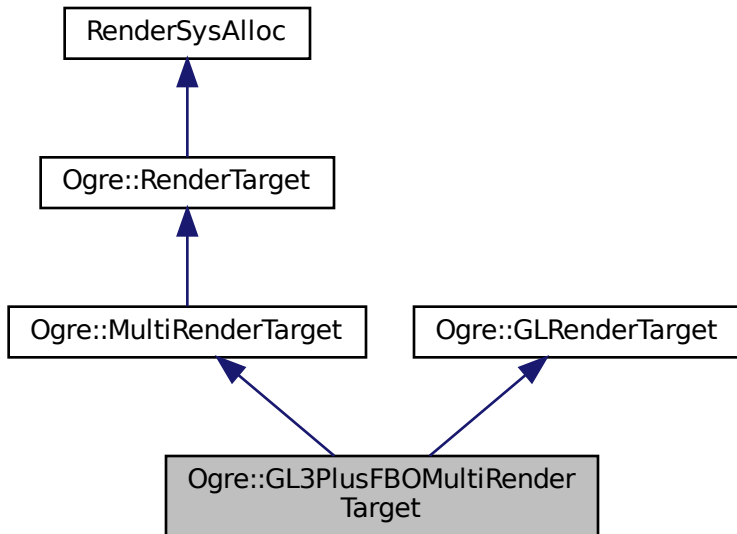 RenderSysAlloc
Ogre::RenderTarget
Ogre::MultiRenderTarget
Ogre::GLRenderTarget
Ogre::GL3PlusFBOMultiRender
Target